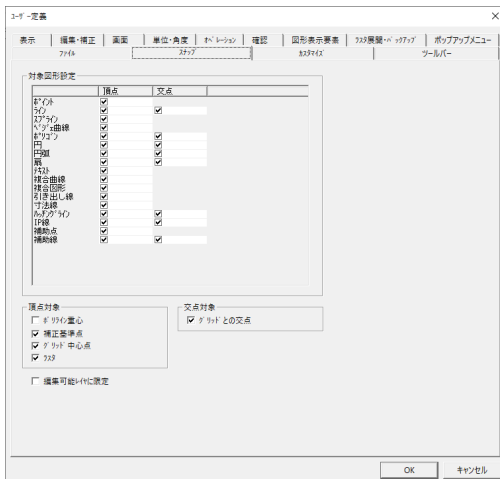 ﾕｰｻﾞｰ定義
表示 編集・補正 画面 単位・角度 ｵﾍﾟﾚｰｼｮﾝ 確認 図形表示要素 ﾗｽﾀ展開・ﾊﾞｯｸｱｯﾌﾟ ポップアップメニュー
ﾌｧｲﾙ ｽﾅｯﾌﾟ ｶｽﾀﾏｲｽﾞ ツールバー
対象図形設定
頂点 交点
ﾎﾟｲﾝﾄ
ﾗｲﾝ
ｽﾌﾟﾗｲﾝ
ﾍﾞｼﾞｪ曲線
ﾎﾟﾘｺﾞﾝ
円
円弧
扇
ﾃｷｽﾄ
複合曲線
複合図形
引き出し線
寸法線
ﾊｯﾁﾝｸﾞﾗｲﾝ
IP線
補助点
補助線
頂点対象
ﾎﾟﾘﾗｲﾝ重心
補正基準点
ｸﾞﾘｯﾄﾞ中心点
ﾗｽﾀ
交点対象
ｸﾞﾘｯﾄﾞとの交点
編集可能ﾚｲﾔに限定
OK キャンセル